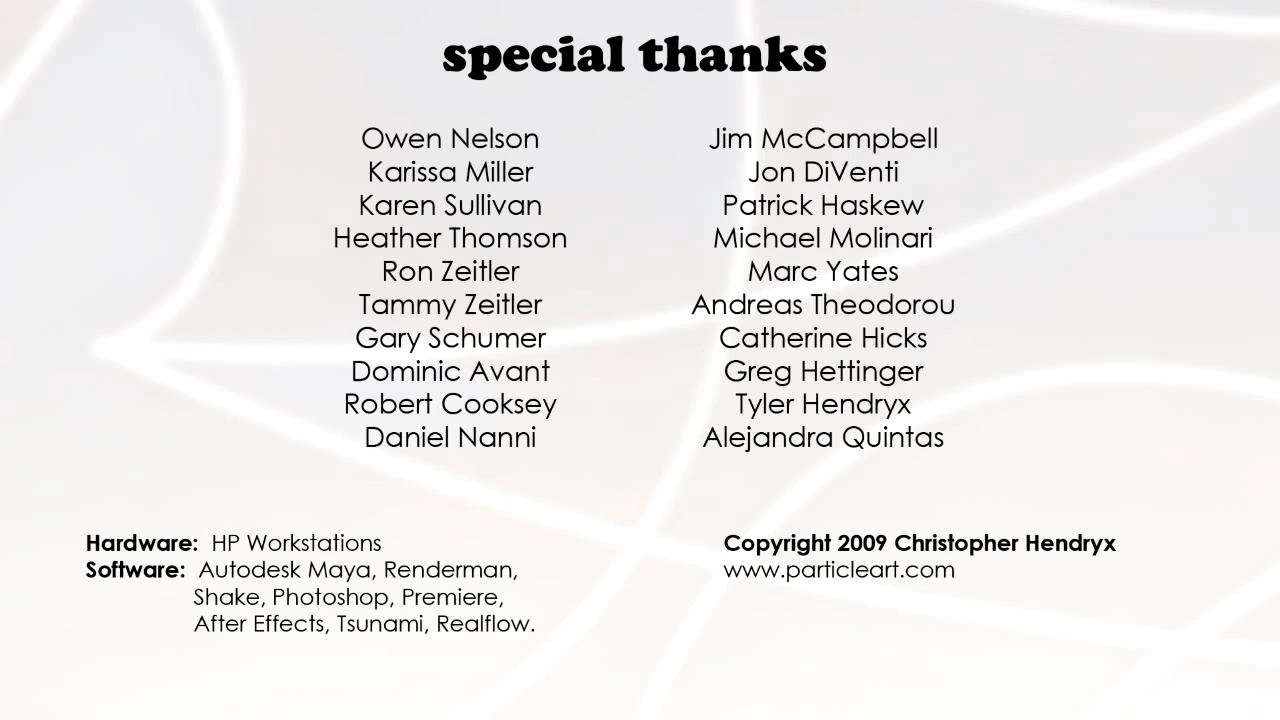 special thanks
Owen Nelson
Karissa Miller
Karen Sullivan
Heather Thomson
Ron Zeitler
Tammy Zeitler
Gary Schumer
Dominic Avant
Robert Cooksey
Daniel Nanni
Jim McCampbell
Jon DiVenti
Patrick Haskew
Michael Molinari
Marc Yates
Andreas Theodorou
Catherine Hicks
Greg Hettinger
Tyler Hendryx
Alejandra Quintas
Hardware: HP Workstations
Software: Autodesk Maya, Renderman,
Shake, Photoshop, Premiere,
After Effects, Tsunami, Realflow.
Copyright 2009 Christopher Hendryx
www.particleart.com